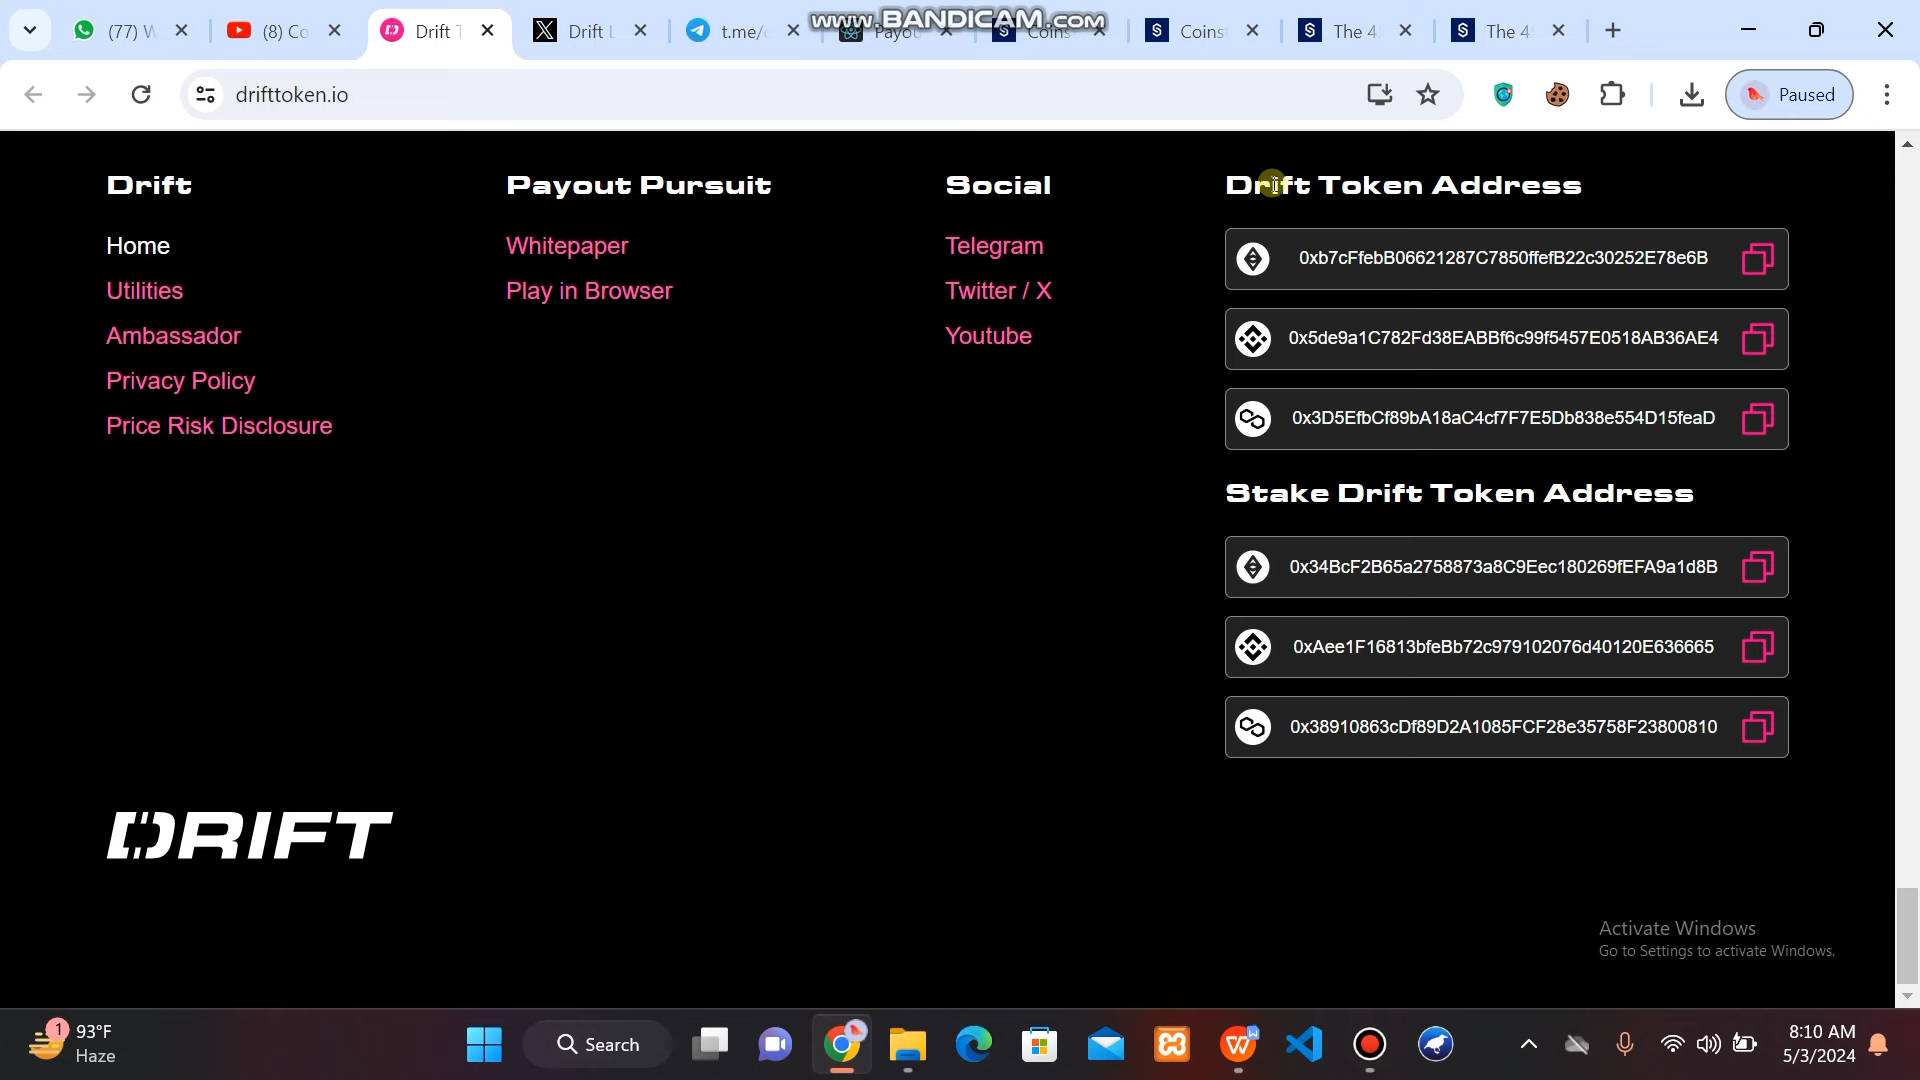 www.BANDICAM.com
(77) W
(8) Co
Drift T
Drift L
t.me/
Payou
Coins
Coins
The 4
The 4
drifttoken.io
Paused
Drift
Home
Utilities
Ambassador
Privacy Policy
Price Risk Disclosure
Payout Pursuit
Whitepaper
Play in Browser
Social
Telegram
Twitter / X
Youtube
Drift Token Address
0xb7cFfebB06621287C7850ffefB22c30252E78e6B
0x5de9a1C782Fd38EABBf6c99f5457E0518AB36AE4
0x3D5EfbCf89bA18aC4cf7F7E5Db838e554D15feaD
Stake Drift Token Address
0x34BcF2B65a2758873a8C9Eec180269fEFA9a1d8B
0xAee1F16813bfeBb72c979102076d40120E636665
0x38910863cDf89D2A1085FCF28e35758F23800810
DRIFT
Activate Windows
Go to Settings to activate Windows.
1
93°F
Haze
Search
8:10 AM
5/3/2024